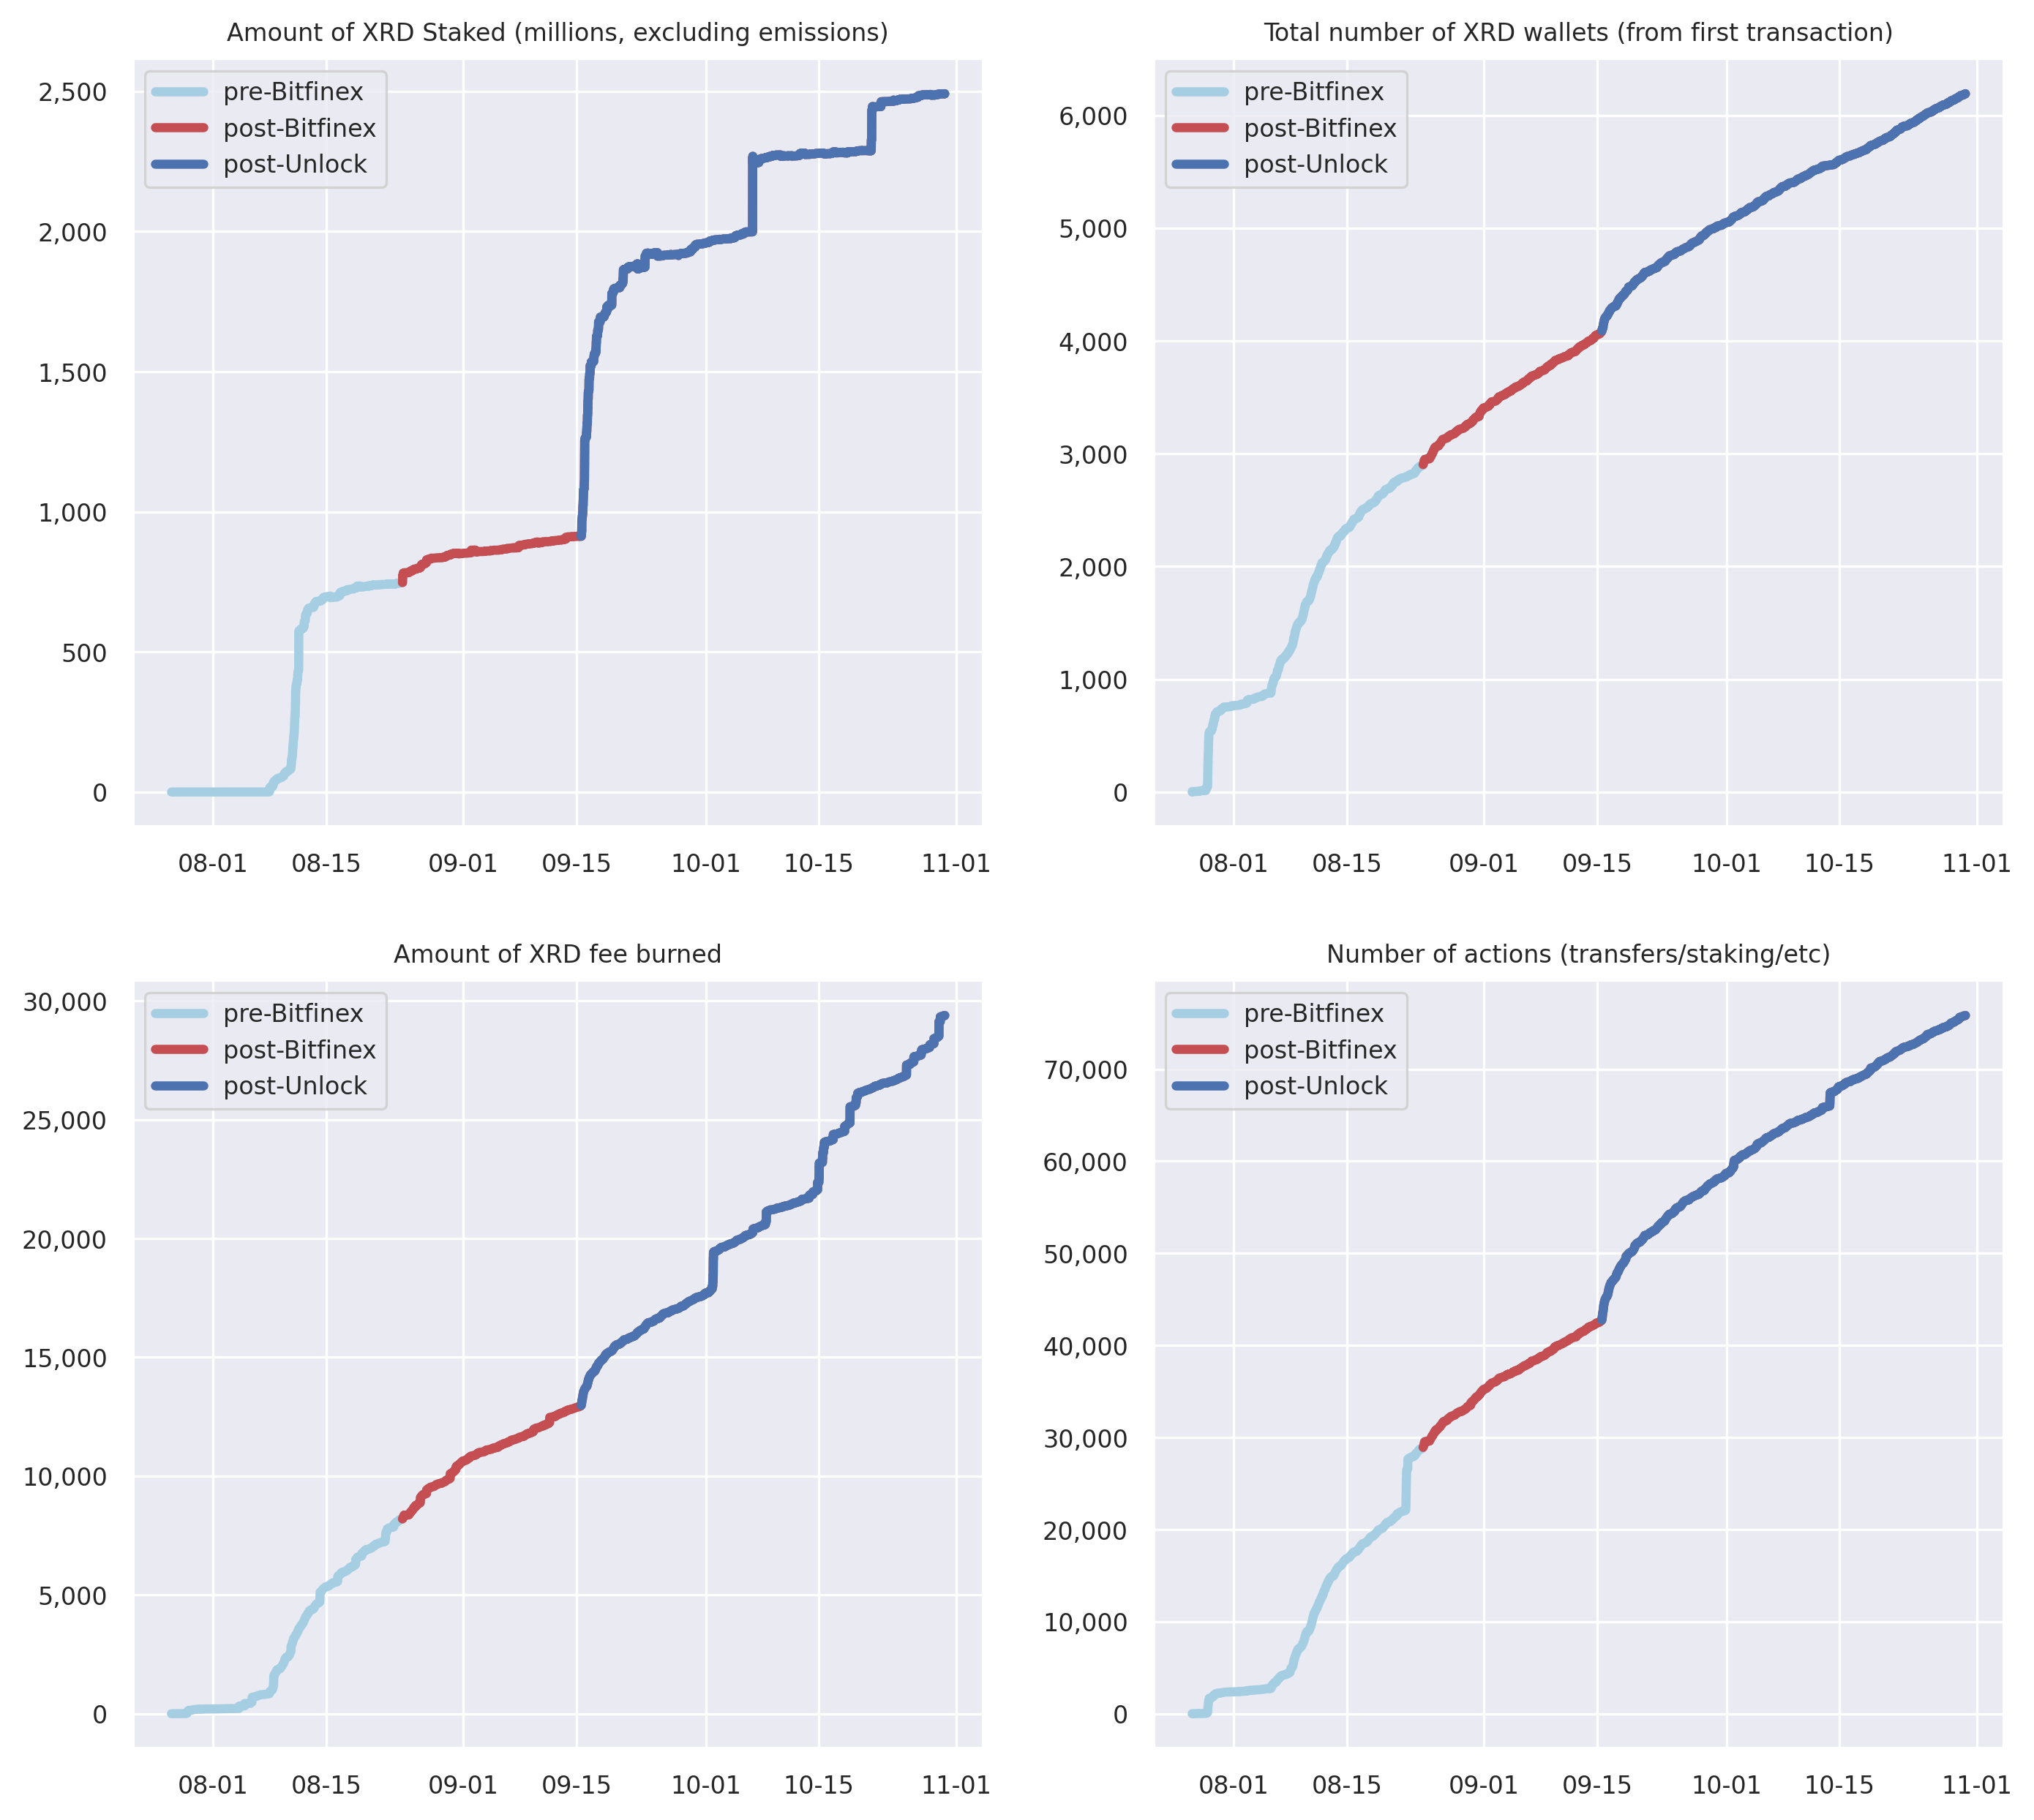 Amount of XRD Staked (millions, excluding emissions)
pre-Bitfinex
post-Bitfinex
post-Unlock
2,500
2,000
1,500
1,000
500
0
08-01 08-15 09-01 09-15 10-01 10-15 11-01
Total number of XRD wallets (from first transaction)
pre-Bitfinex
post-Bitfinex
post-Unlock
6,000
5,000
4,000
3,000
2,000
1,000
0
08-01 08-15 09-01 09-15 10-01 10-15 11-01
Amount of XRD fee burned
pre-Bitfinex
post-Bitfinex
post-Unlock
30,000
25,000
20,000
15,000
10,000
5,000
0
08-01 08-15 09-01 09-15 10-01 10-15 11-01
Number of actions (transfers/staking/etc)
pre-Bitfinex
post-Bitfinex
post-Unlock
70,000
60,000
50,000
40,000
30,000
20,000
10,000
0
08-01 08-15 09-01 09-15 10-01 10-15 11-01